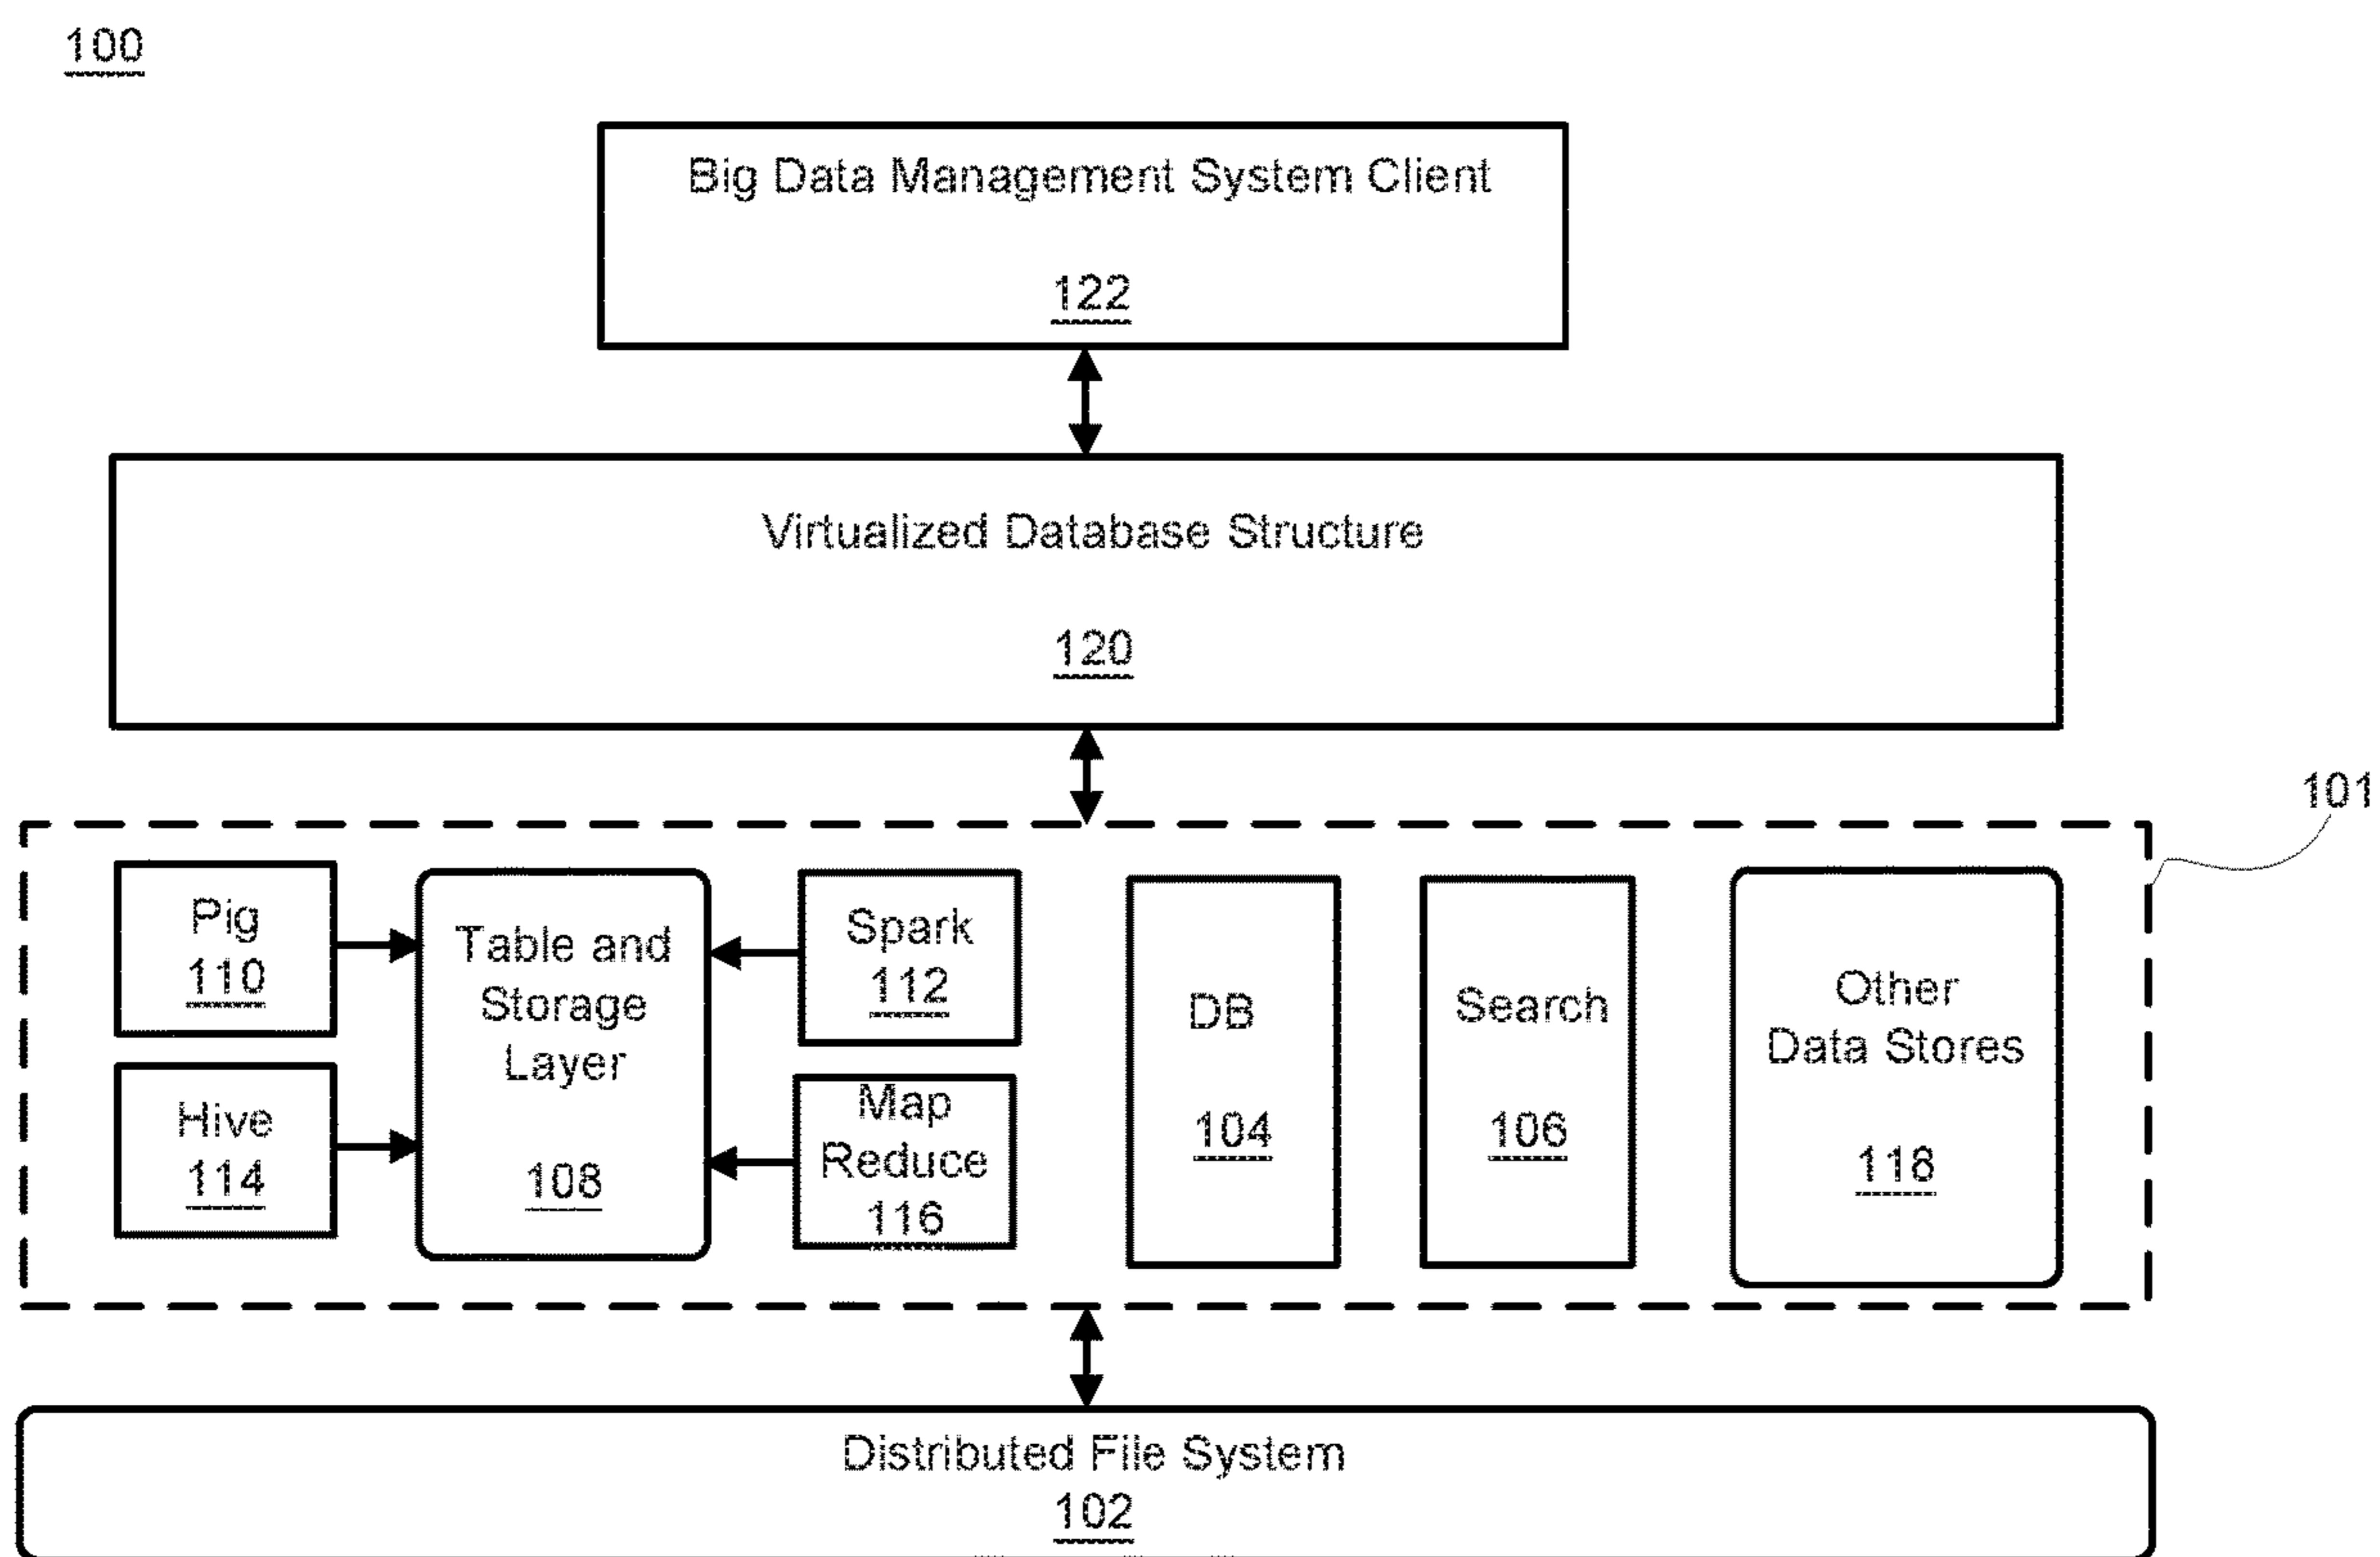 100
Big Data Management System Client
122
Virtualized Database Structure
120
101
Pig
110
Hive
114
Table and
Storage
Layer
108
Spark
112
Map
Reduce
116
DB
104
Search
106
Other
Data Stores
118
Distributed File System
102